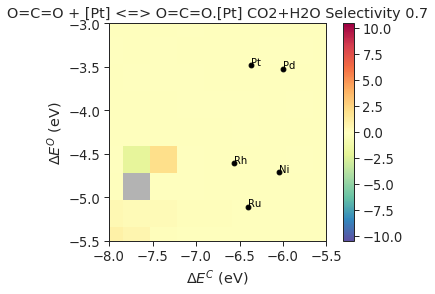 O=C=O + [Pt] <=> O=C=O.[Pt] CO2+H2O Selectivity 0.7
−3.0
−3.5
−4.0
−4.5
−5.0
−5.5
ΔE^O (eV)
Pt
Pd
Rh
Ni
Ru
−8.0 −7.5 −7.0 −6.5 −6.0 −5.5
ΔE^C (eV)
10.0
7.5
5.0
2.5
0.0
−2.5
−5.0
−7.5
−10.0